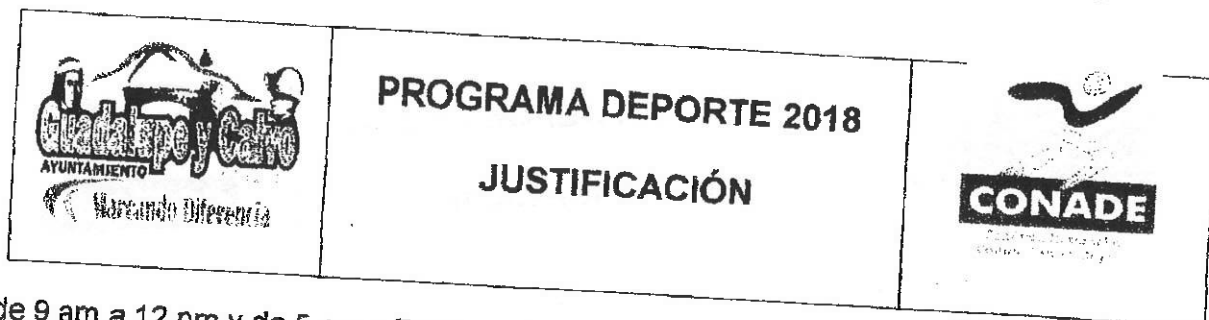 Guadalupe y Calvo
AYUNTAMIENTO
Marcando Diferencia
PROGRAMA DEPORTE 2018
JUSTIFICACIÓN
CONADE
de 9 am a 12 pm y de 5